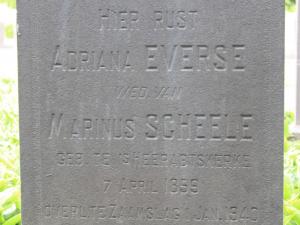 HIER RUST
ADRIANA EVERSE
WED. VAN
MARINUS SCHEELE
GEB. TE 'S HEERABTSKERKE
7 APRIL 1859
OVERL. TE ZAAMSLAG 1 JAN. 1940